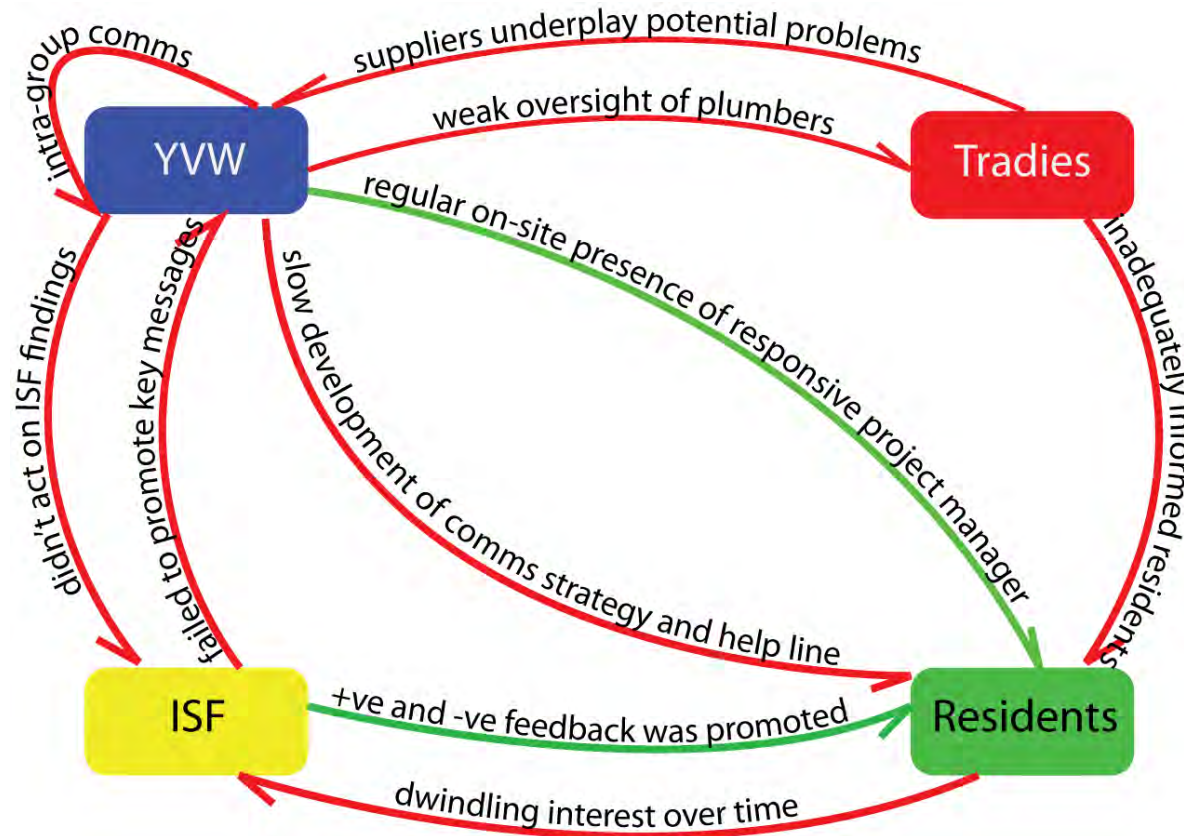 intra-group comms
suppliers underplay potential problems
YVW
weak oversight of plumbers
Tradies
regular on-site presence of responsive project manager
inadequately informed residents
didn't act on ISF findings
failed to promote key messages
slow development of comms strategy and help line
ISF
+ve and -ve feedback was promoted
Residents
dwindling interest over time